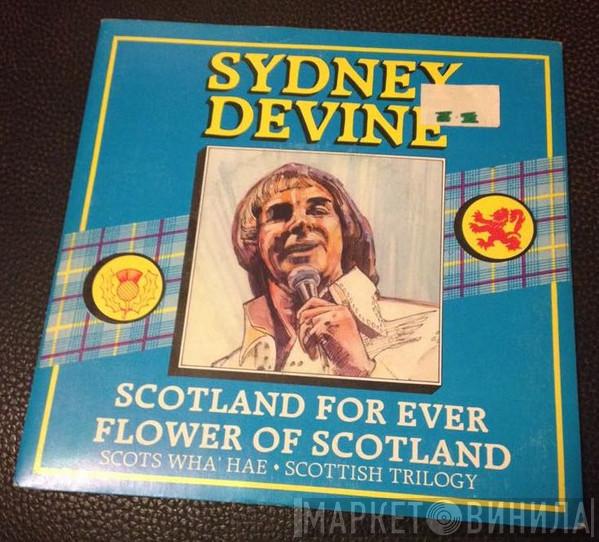 SYDNEY
DEVINE
SCOTLAND FOR EVER
FLOWER OF SCOTLAND
SCOTS WHA' HAE • SCOTTISH TRILOGY
МАРКЕТ ВИНИЛА